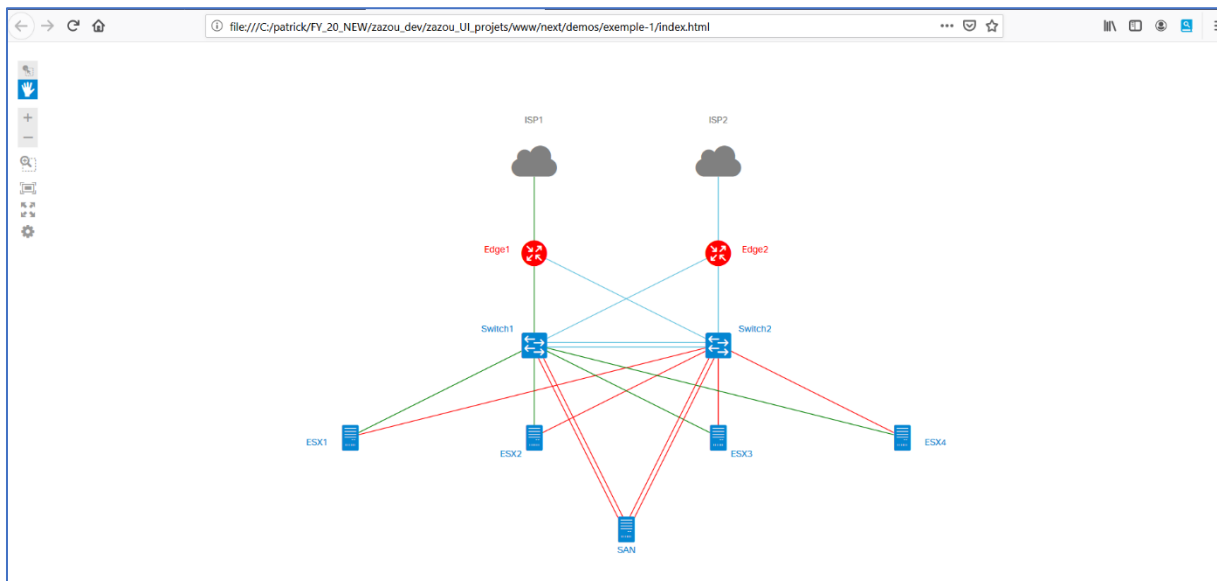 file:///C:/patrick/FY_20_NEW/zazou_dev/zazou_UI_projets/www/next/demos/exemple-1/index.html
ISP1 ISP2
Edge1 Edge2
Switch1 Switch2
ESX1 ESX2 ESX3 ESX4
SAN